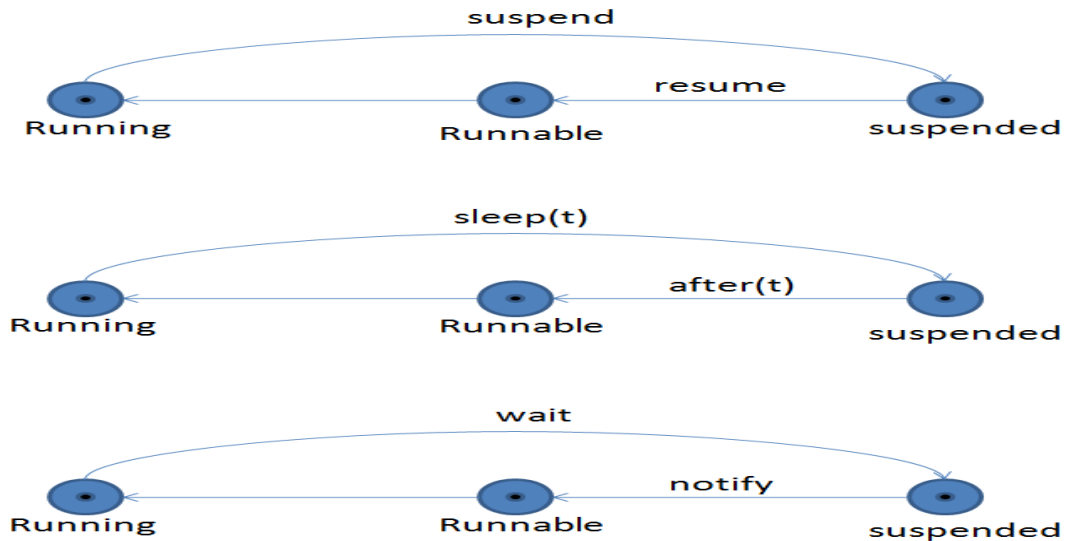 suspend
resume
Running
Runnable
suspended
sleep(t)
after(t)
Running
Runnable
suspended
wait
notify
Running
Runnable
suspended